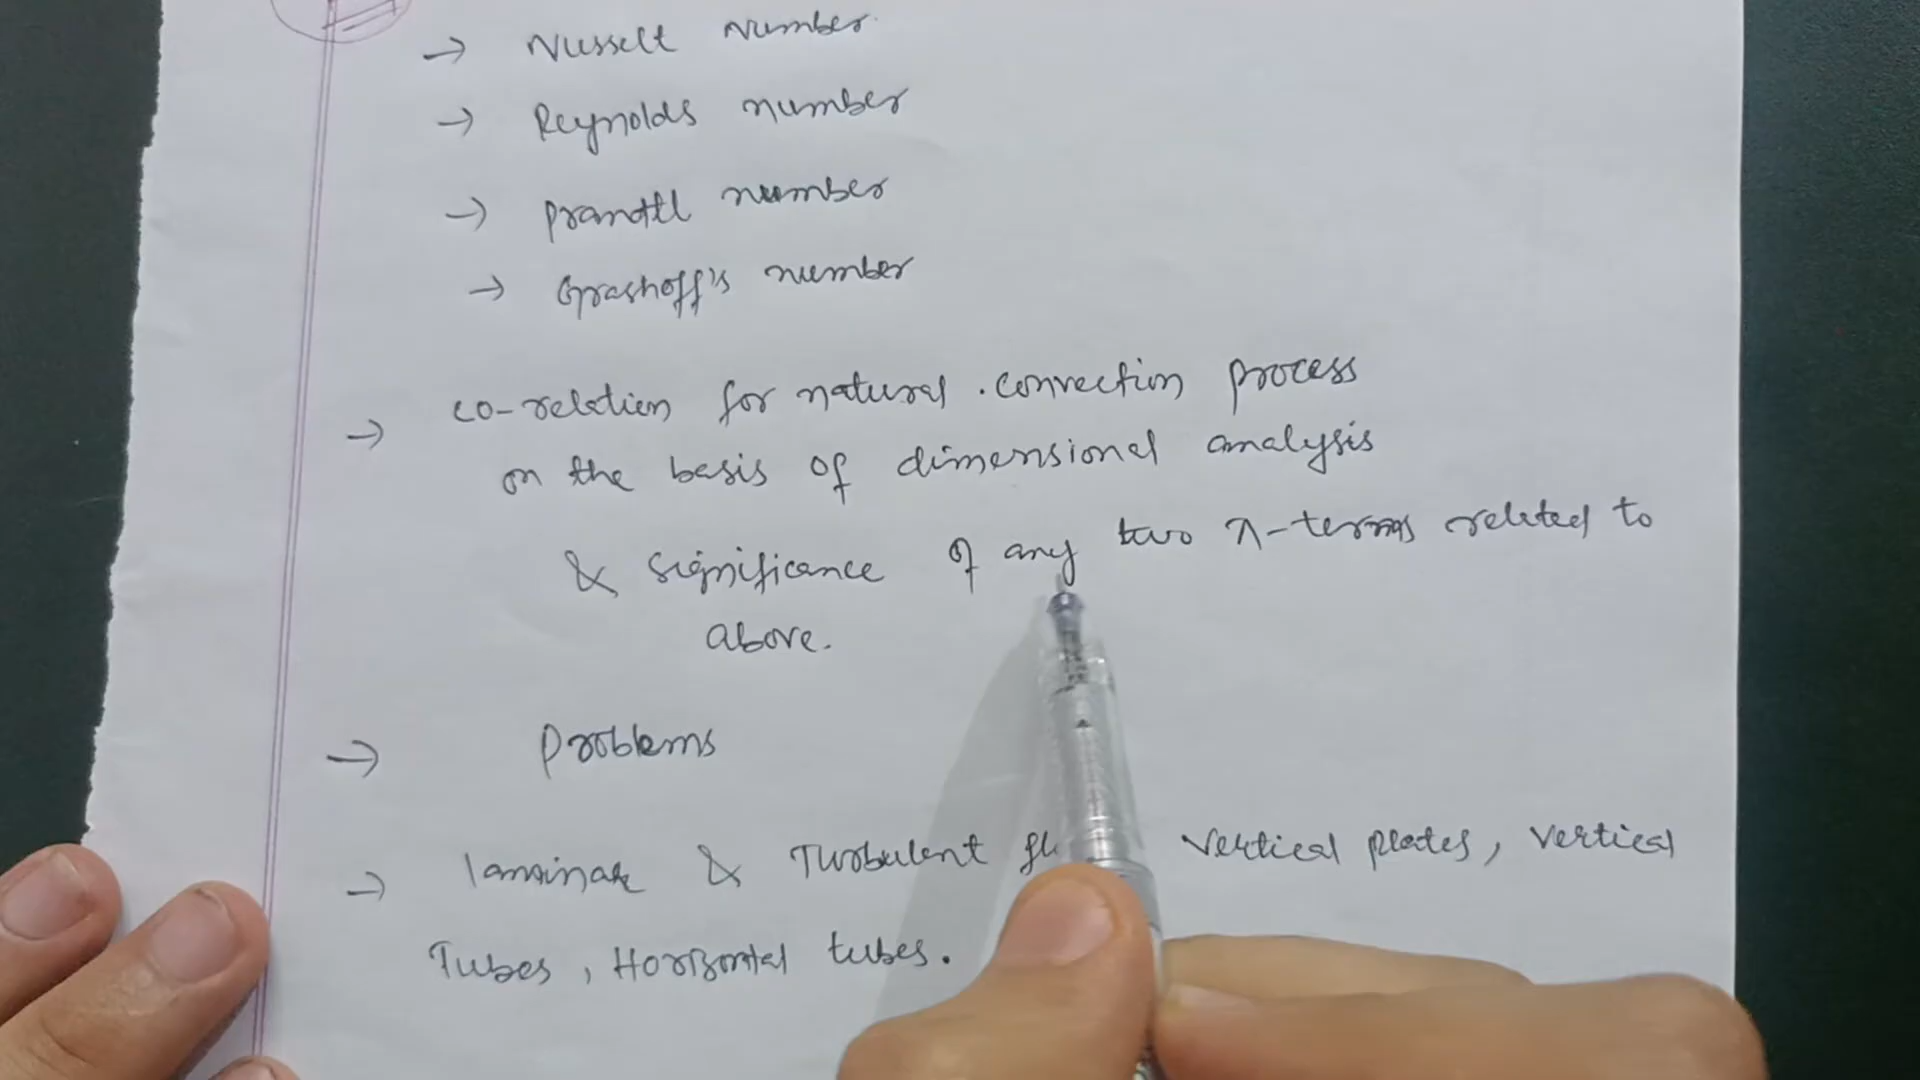 → Nusselt Number.
→ Reynolds number
→ Prandtl number
→ Grashoff's number
→ co-relation for natural convection process
on the basis of dimensional analysis
& significance of any two π-terms related to
above.
→ Problems
→ laminar & Turbulent Vertical plates, Vertical
Tubes, Horizontal tubes.